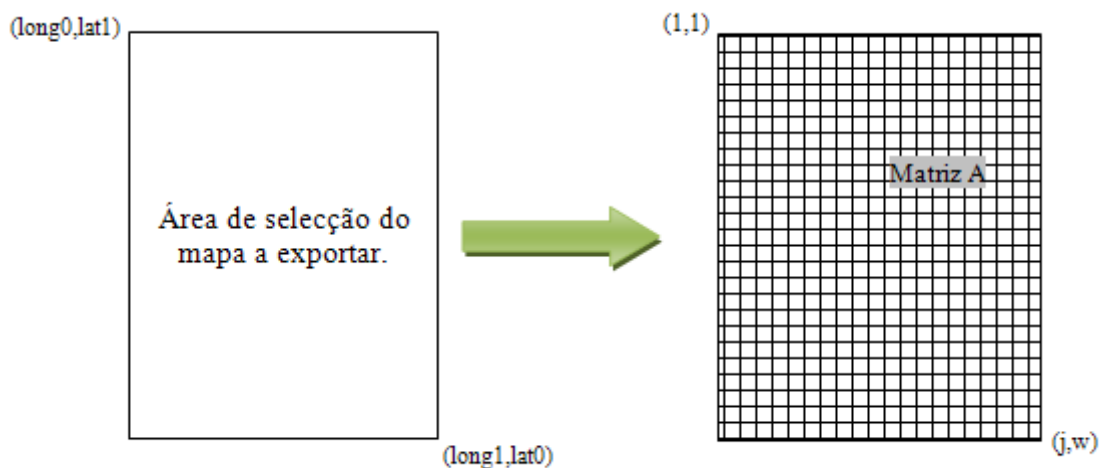 (long0,lat1)
Área de selecção do
mapa a exportar.
(long1,lat0)
(1,1)
Matriz A
(j,w)